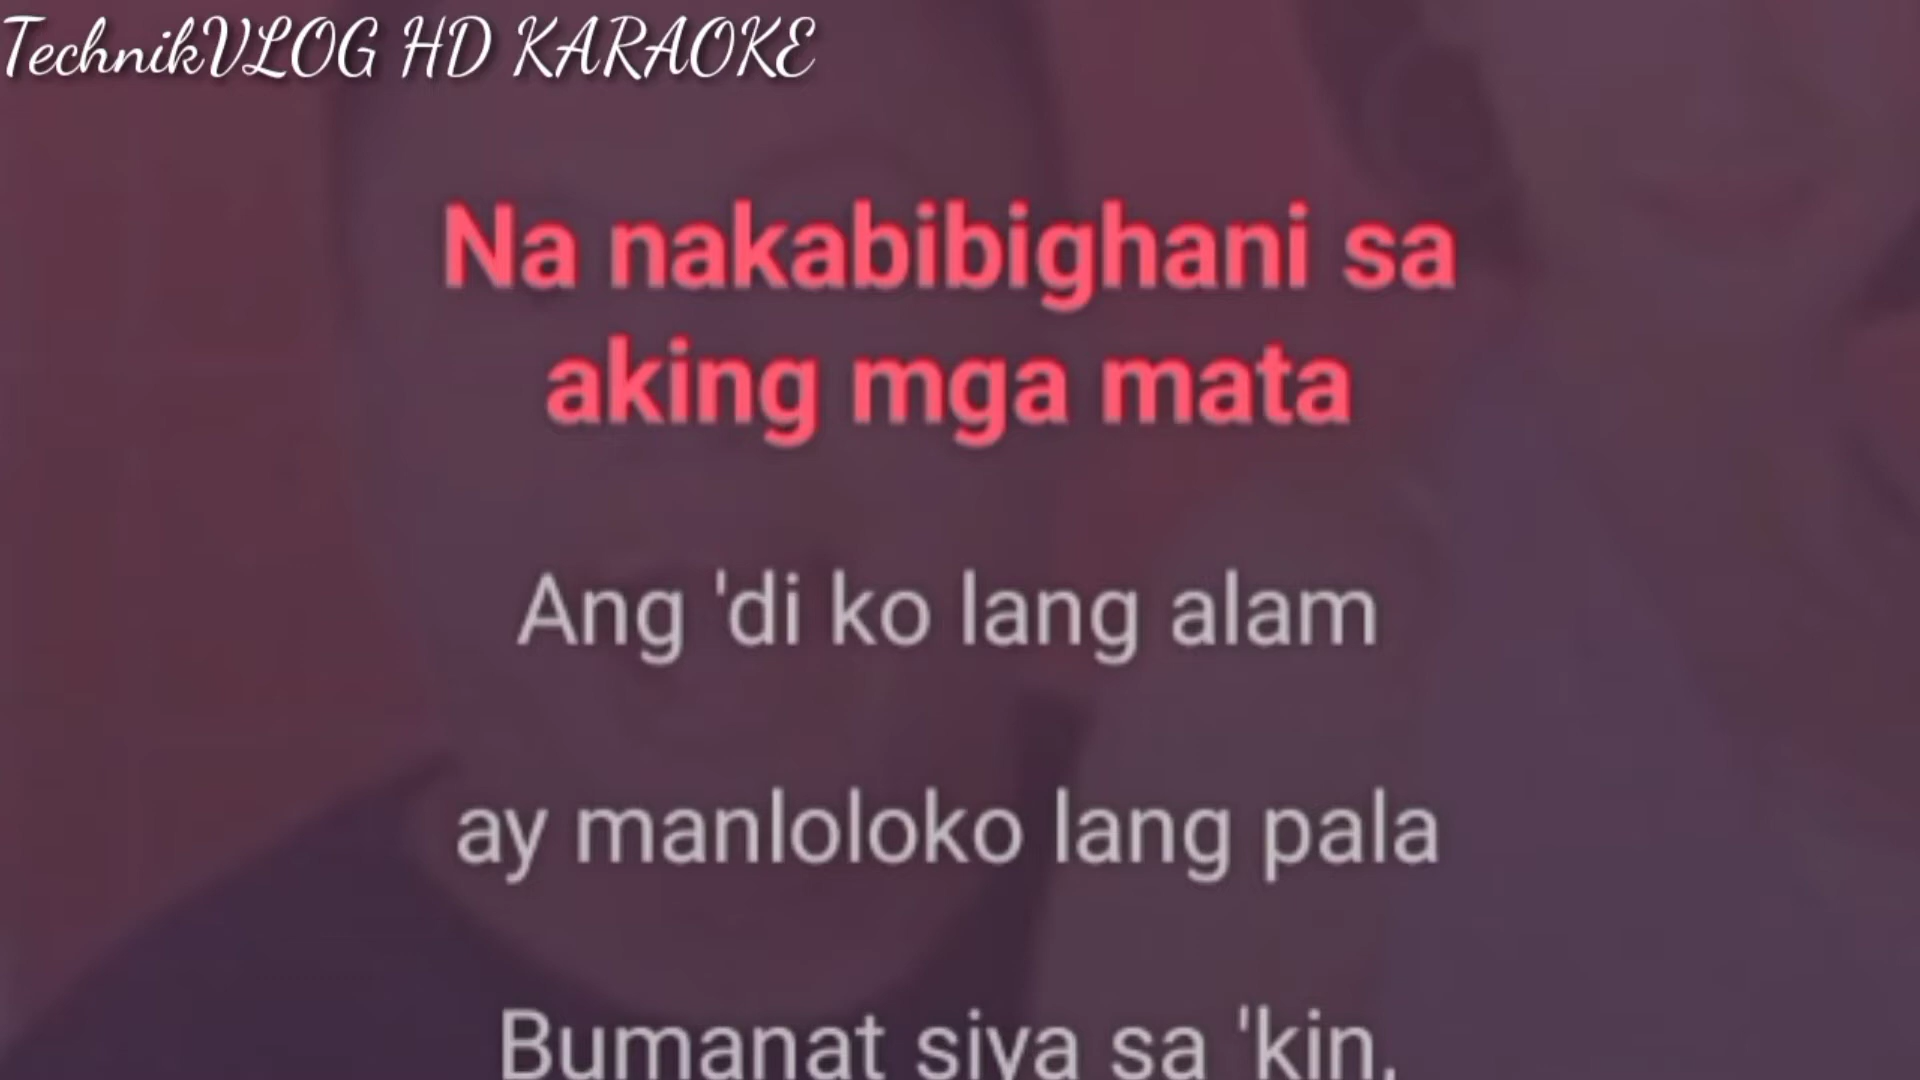 TechnikVLOG HD KARAOKE
Na nakabibighani sa
aking mga mata
Ang 'di ko lang alam
ay manloloko lang pala
Bumanat siya sa 'kin,